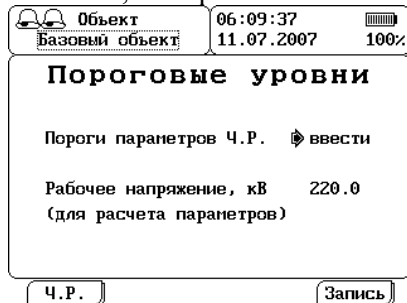 Объект
Базовый объект
06:09:37
11.07.2007 100%
Пороговые уровни
Пороги параметров Ч.Р. ввести
Рабочее напряжение, кВ 220.0
(для расчета параметров)
Ч.Р. Запись